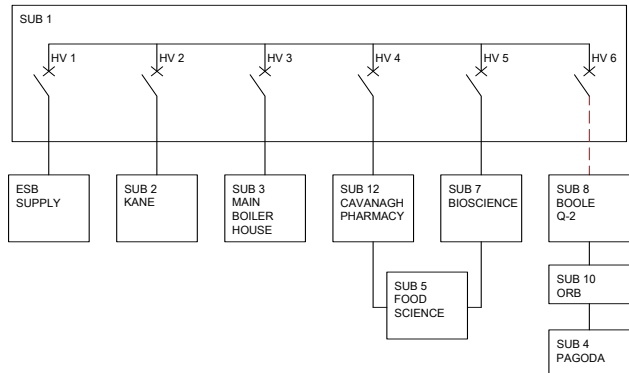 SUB 1
HV 1
HV 2
HV 3
HV 4
HV 5
HV 6
ESB
SUPPLY
SUB 2
KANE
SUB 3
MAIN
BOILER
HOUSE
SUB 12
CAVANAGH
PHARMACY
SUB 7
BIOSCIENCE
SUB 8
BOOLE
Q-2
SUB 5
FOOD
SCIENCE
SUB 10
ORB
SUB 4
PAGODA